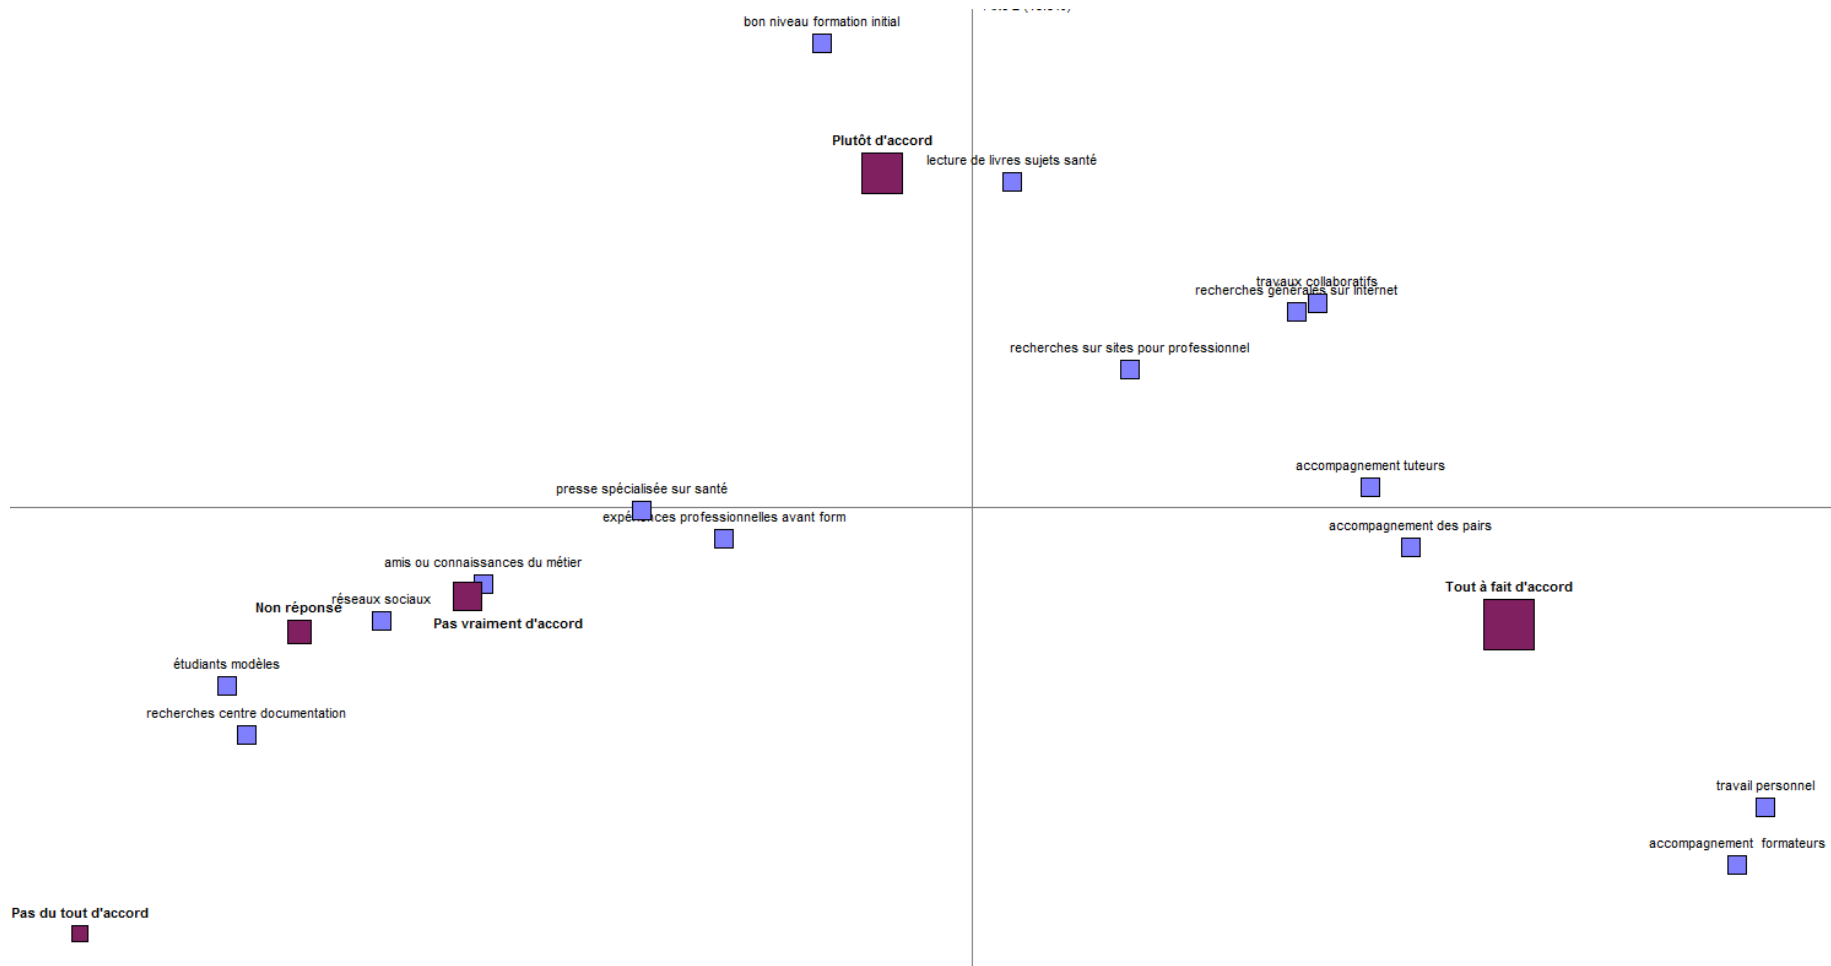 bon niveau formation initial
Plutôt d'accord
lecture de livres sujets santé
travaux collaboratifs
recherches générales sur Internet
recherches sur sites pour professionnel
accompagnement tuteurs
presse spécialisée sur santé
expériences professionnelles avant form
accompagnement des pairs
amis ou connaissances du métier
Tout à fait d'accord
réseaux sociaux
Non réponse
Pas vraiment d'accord
étudiants modèles
recherches centre documentation
travail personnel
accompagnement formateurs
Pas du tout d'accord